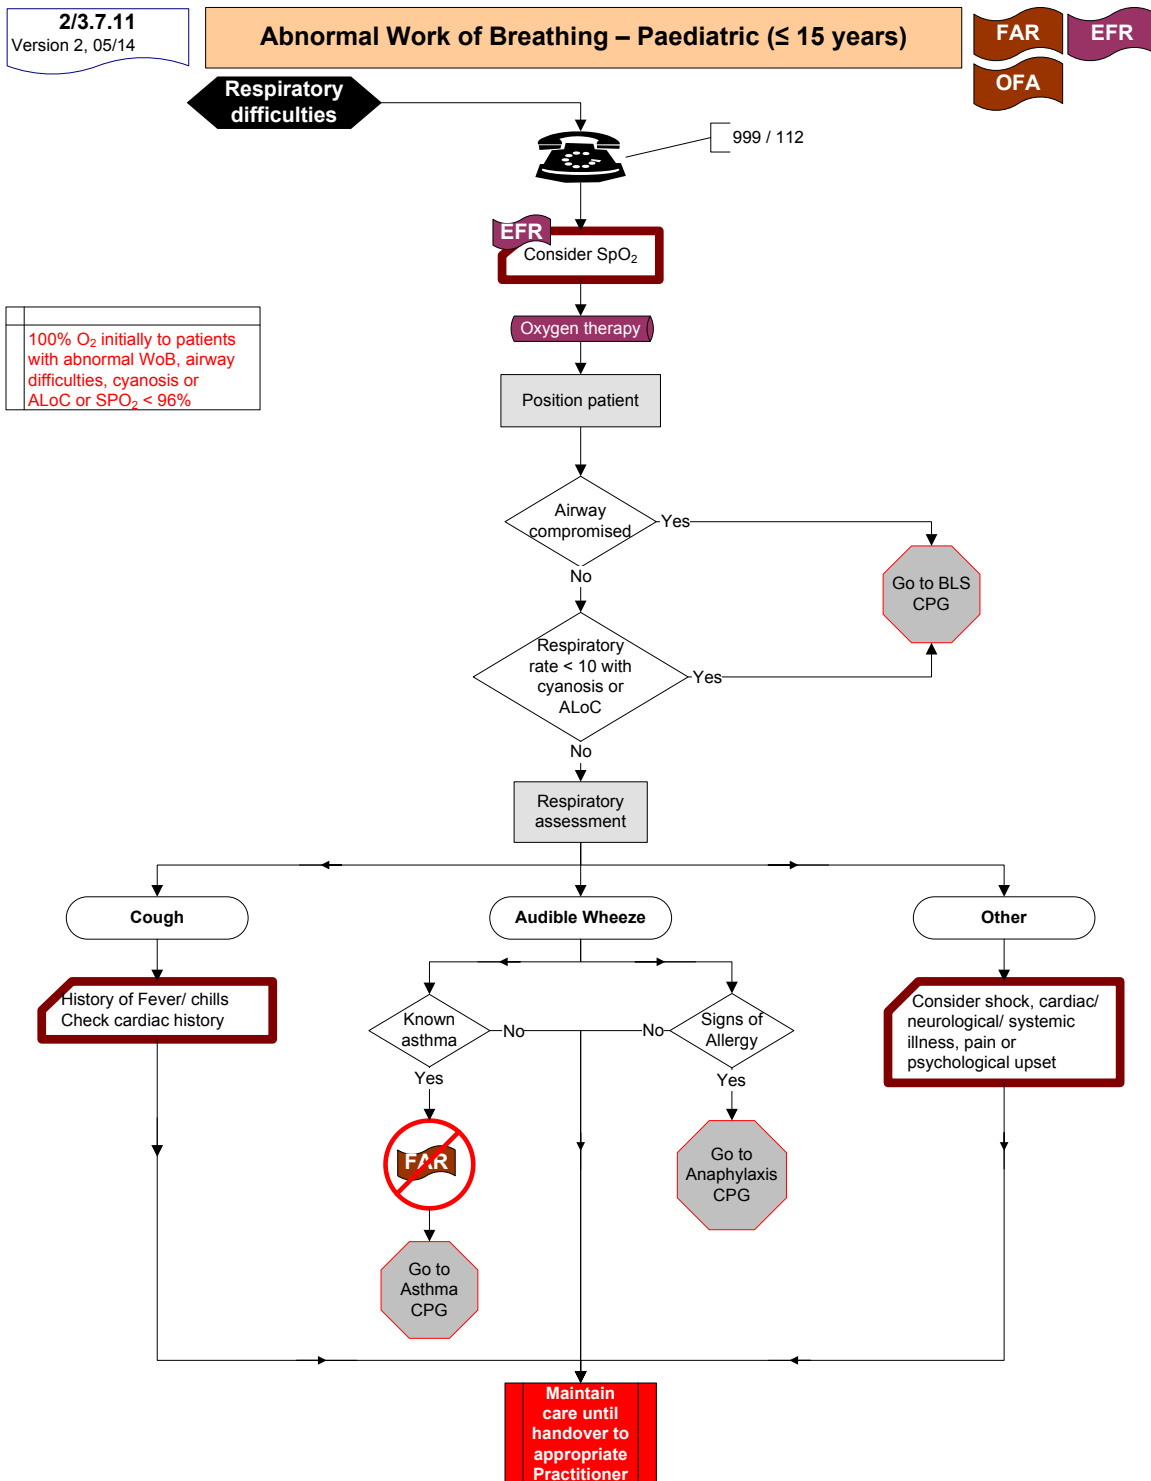 2/3.7.11
Version 2, 05/14
Abnormal Work of Breathing – Paediatric (≤ 15 years)
FAR
EFR
OFA
Respiratory
difficulties
999 / 112
EFR
Consider SpO₂
Oxygen therapy
100% O₂ initially to patients
with abnormal WoB, airway
difficulties, cyanosis or
ALoC or SPO₂ < 96%
Position patient
Airway
compromised
Yes
No
Go to BLS
CPG
Respiratory
rate < 10 with
cyanosis or
ALoC
Yes
No
Respiratory
assessment
Cough
Audible Wheeze
Other
History of Fever/ chills
Check cardiac history
Known
asthma
No
Yes
No
Signs of
Allergy
Yes
Consider shock, cardiac/
neurological/ systemic
illness, pain or
psychological upset
FAR
Go to
Anaphylaxis
CPG
Go to
Asthma
CPG
Maintain
care until
handover to
appropriate
Practitioner